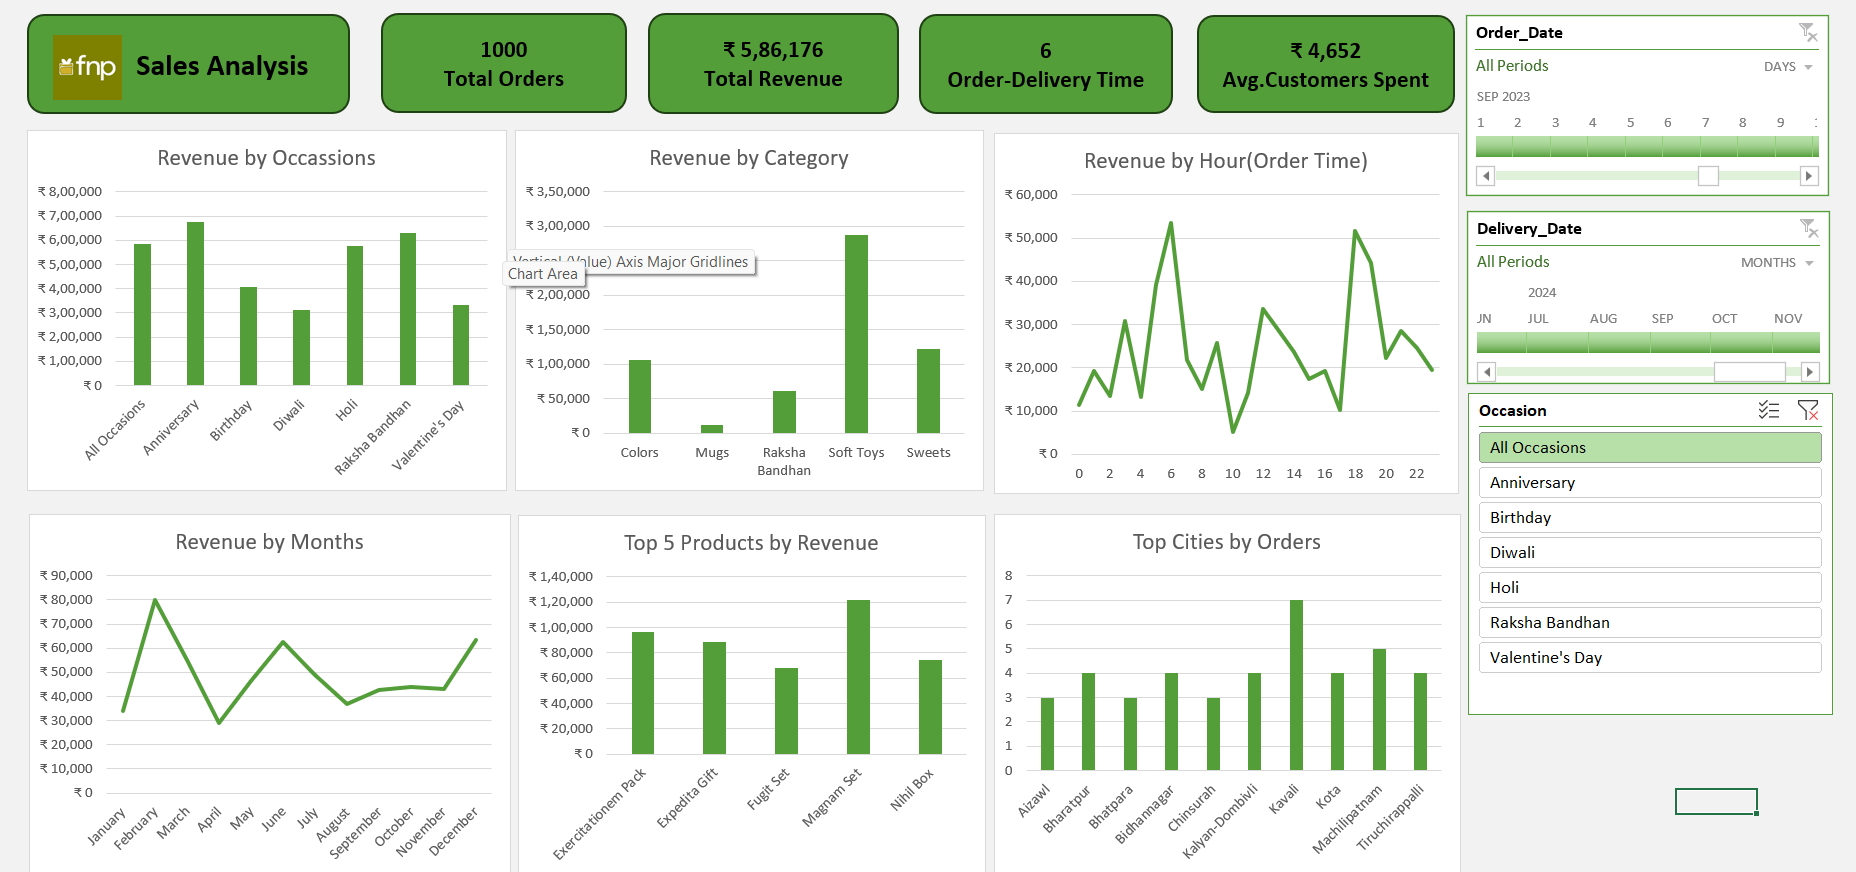 fnp
Sales Analysis
1000
Total Orders
₹ 5,86,176
Total Revenue
6
Order-Delivery Time
₹ 4,652
Avg.Customers Spent
Revenue by Occassions
₹ 8,00,000
₹ 7,00,000
₹ 6,00,000
₹ 5,00,000
₹ 4,00,000
₹ 3,00,000
₹ 2,00,000
₹ 1,00,000
₹ 0
All Occasions
Anniversary
Birthday
Diwali
Holi
Raksha Bandhan
Valentine's Day
Revenue by Category
₹ 3,50,000
₹ 3,00,000
Vertical (Value) Axis Major Gridlines
Chart Area
₹ 2,00,000
₹ 1,50,000
₹ 1,00,000
₹ 50,000
₹ 0
Colors
Mugs
Raksha
Bandhan
Soft Toys
Sweets
Revenue by Hour(Order Time)
₹ 60,000
₹ 50,000
₹ 40,000
₹ 30,000
₹ 20,000
₹ 10,000
₹ 0
0 2 4 6 8 10 12 14 16 18 20 22
Revenue by Months
₹ 90,000
₹ 80,000
₹ 70,000
₹ 60,000
₹ 50,000
₹ 40,000
₹ 30,000
₹ 20,000
₹ 10,000
₹ 0
January
February
March
April
May
June
July
August
September
October
November
December
Top 5 Products by Revenue
₹ 1,40,000
₹ 1,20,000
₹ 1,00,000
₹ 80,000
₹ 60,000
₹ 40,000
₹ 20,000
₹ 0
Exercitationem Pack
Expedita Gift
Fugit Set
Magnam Set
Nihil Box
Top Cities by Orders
8
7
6
5
4
3
2
1
0
Aizawl
Bharatpur
Bhatpara
Bidhannagar
Chinsurah
Kalyan-Dombivli
Kavali
Kota
Machilipatnam
Tiruchirappalli
Order_Date
All Periods
DAYS
SEP 2023
1 2 3 4 5 6 7 8 9
Delivery_Date
All Periods
MONTHS
2024
UN JUL AUG SEP OCT NOV
Occasion
All Occasions
Anniversary
Birthday
Diwali
Holi
Raksha Bandhan
Valentine's Day